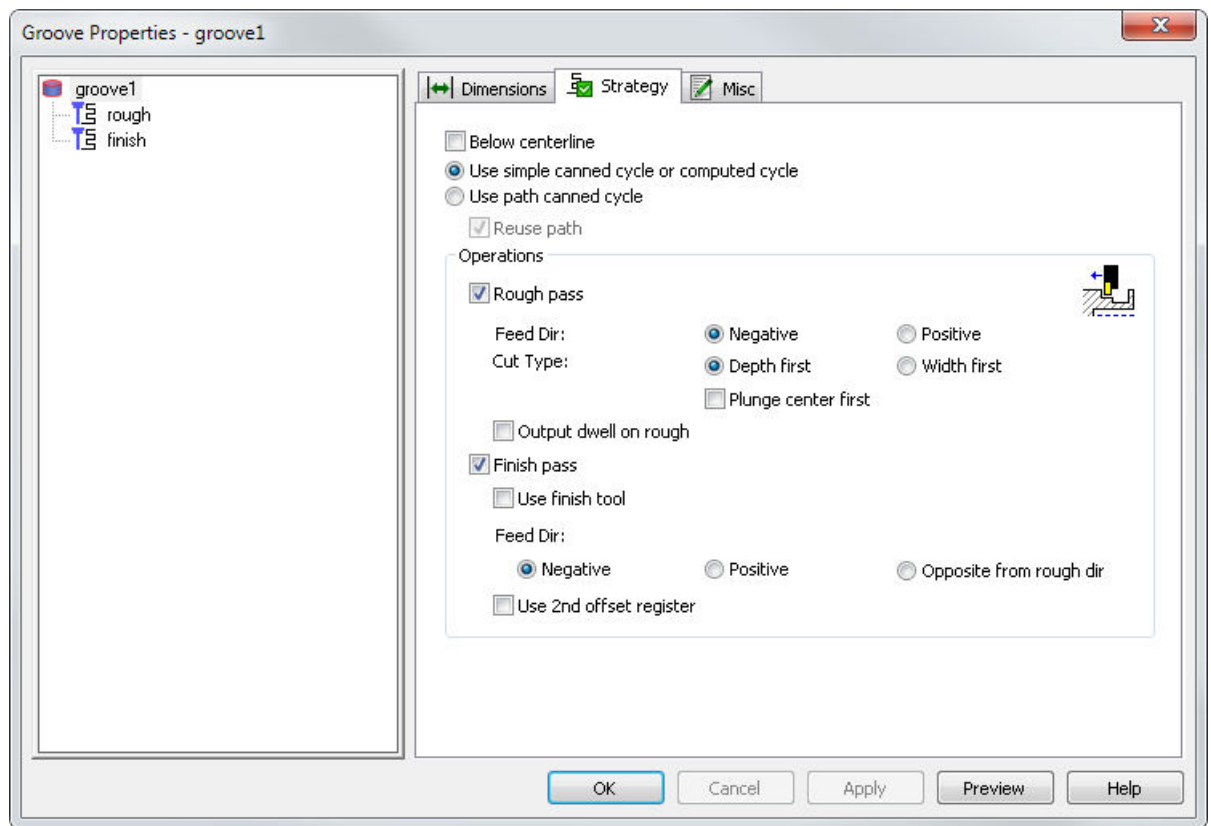 Groove Properties - groove1
groove1
rough
finish
Dimensions Strategy Misc
Below centerline
Use simple canned cycle or computed cycle
Use path canned cycle
Reuse path
Operations
Rough pass
Feed Dir: Negative Positive
Cut Type: Depth first Width first
Plunge center first
Output dwell on rough
Finish pass
Use finish tool
Feed Dir:
Negative Positive Opposite from rough dir
Use 2nd offset register
OK Cancel Apply Preview Help